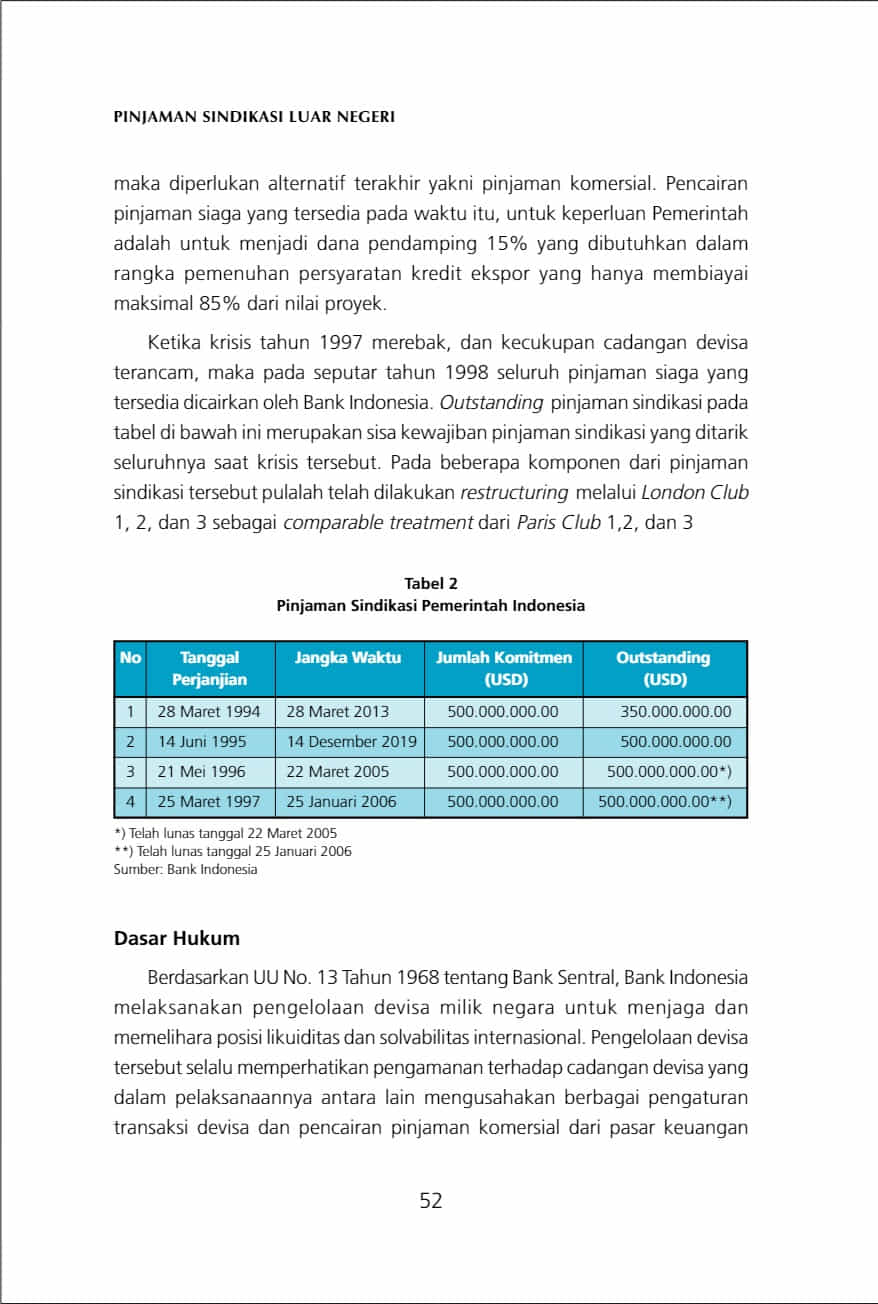 PINJAMAN SINDIKASI LUAR NEGERI
maka diperlukan alternatif terakhir yakni pinjaman komersial. Pencairan
pinjaman siaga yang tersedia pada waktu itu, untuk keperluan Pemerintah
adalah untuk menjadi dana pendamping 15% yang dibutuhkan dalam
rangka pemenuhan persyaratan kredit ekspor yang hanya membiayai
maksimal 85% dari nilai proyek.
Ketika krisis tahun 1997 merebak, dan kecukupan cadangan devisa
terancam, maka pada seputar tahun 1998 seluruh pinjaman siaga yang
tersedia dicairkan oleh Bank Indonesia. Outstanding pinjaman sindikasi pada
tabel di bawah ini merupakan sisa kewajiban pinjaman sindikasi yang ditarik
seluruhnya saat krisis tersebut. Pada beberapa komponen dari pinjaman
sindikasi tersebut pulalah telah dilakukan restructuring melalui London Club
1, 2, dan 3 sebagai comparable treatment dari Paris Club 1,2, dan 3
Tabel 2
Pinjaman Sindikasi Pemerintah Indonesia
No Tanggal Jangka Waktu Jumlah Komitmen Outstanding
Perjanjian (USD) (USD)
1 28 Maret 1994 28 Maret 2013 500.000.000.00 350.000.000.00
2 14 Juni 1995 14 Desember 2019 500.000.000.00 500.000.000.00
3 21 Mei 1996 22 Maret 2005 500.000.000.00 500.000.000.00*)
4 25 Maret 1997 25 Januari 2006 500.000.000.00 500.000.000.00**)
*) Telah lunas tanggal 22 Maret 2005
**) Telah lunas tanggal 25 Januari 2006
Sumber: Bank Indonesia
Dasar Hukum
Berdasarkan UU No. 13 Tahun 1968 tentang Bank Sentral, Bank Indonesia
melaksanakan pengelolaan devisa milik negara untuk menjaga dan
memelihara posisi likuiditas dan solvabilitas internasional. Pengelolaan devisa
tersebut selalu memperhatikan pengamanan terhadap cadangan devisa yang
dalam pelaksanaannya antara lain mengusahakan berbagai pengaturan
transaksi devisa dan pencairan pinjaman komersial dari pasar keuangan
52